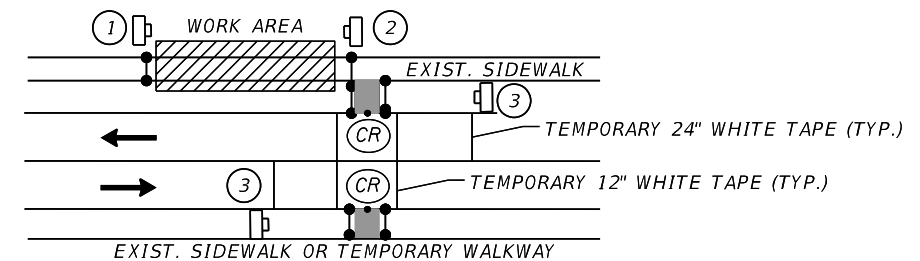 1
WORK AREA
2
EXIST. SIDEWALK
3
CR
TEMPORARY 24" WHITE TAPE (TYP.)
3
CR
TEMPORARY 12" WHITE TAPE (TYP.)
EXIST. SIDEWALK OR TEMPORARY WALKWAY